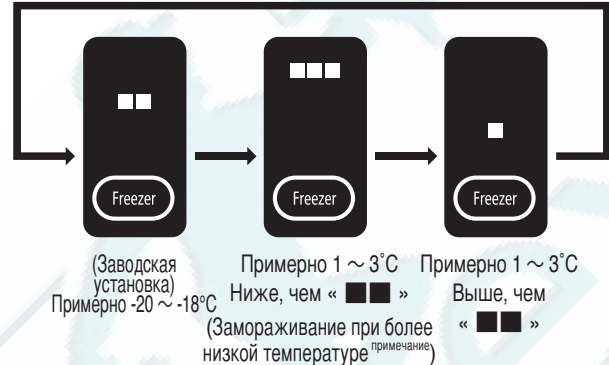 Freezer
Freezer
Freezer
(Заводская
установка)
Примерно -20 ~ -18°C
Примерно 1 ~ 3˚C
Ниже, чем « ■■ »
(Замораживание при более
низкой температуре примечание)
Примерно 1 ~ 3˚C
Выше, чем
« ■■ »